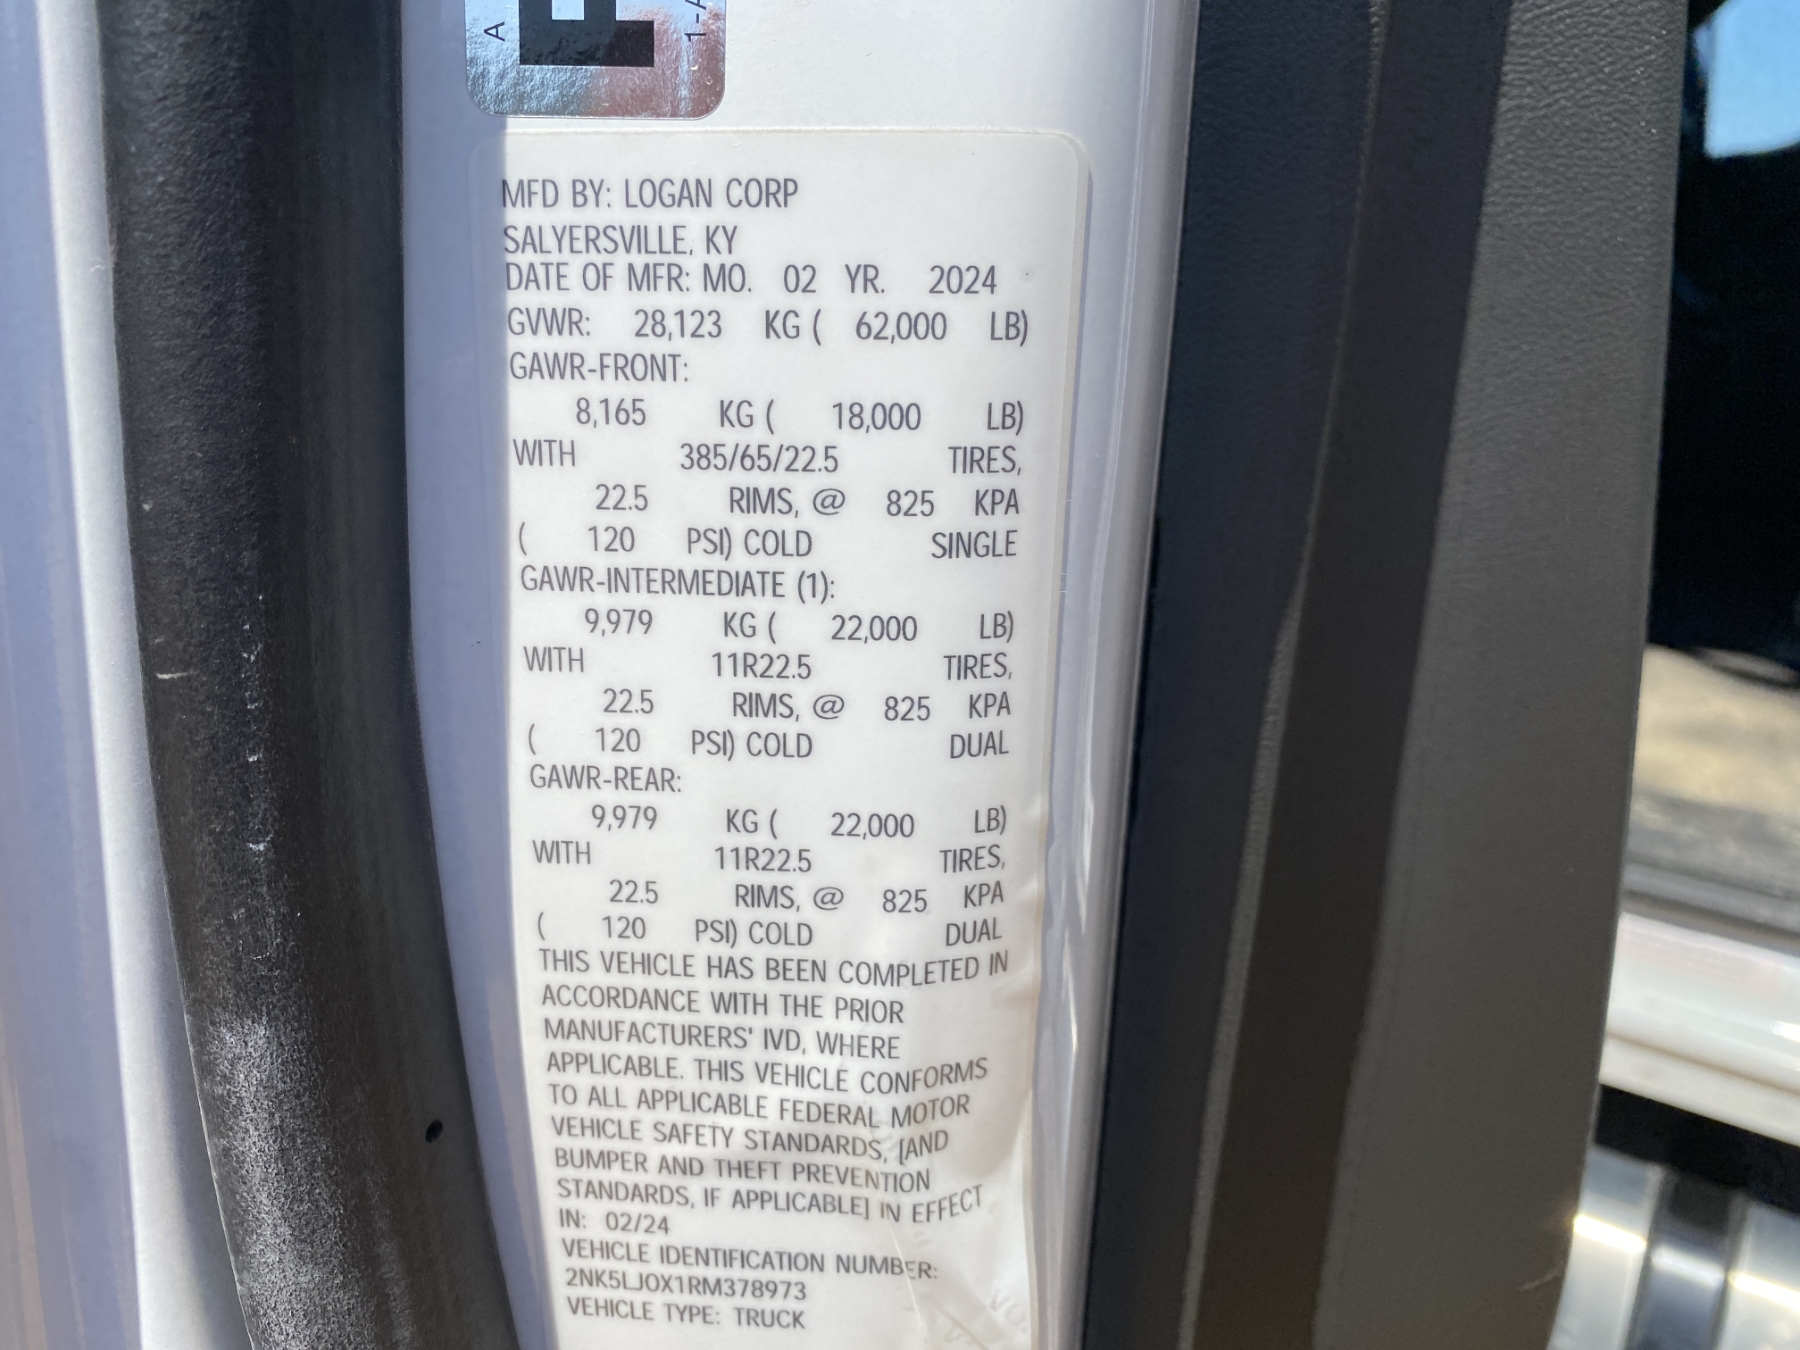 A
1-A
MFD BY: LOGAN CORP
SALYERSVILLE, KY
DATE OF MFR: MO. 02 YR. 2024
GVWR: 28,123 KG ( 62,000 LB)
GAWR-FRONT:
8,165 KG ( 18,000 LB)
WITH 385/65/22.5 TIRES,
22.5 RIMS, @ 825 KPA
( 120 PSI) COLD SINGLE
GAWR-INTERMEDIATE (1):
9,979 KG ( 22,000 LB)
WITH 11R22.5 TIRES,
22.5 RIMS, @ 825 KPA
( 120 PSI) COLD DUAL
GAWR-REAR:
9,979 KG ( 22,000 LB)
WITH 11R22.5 TIRES,
22.5 RIMS, @ 825 KPA
( 120 PSI) COLD DUAL
THIS VEHICLE HAS BEEN COMPLETED IN
ACCORDANCE WITH THE PRIOR
MANUFACTURERS' IVD, WHERE
APPLICABLE. THIS VEHICLE CONFORMS
TO ALL APPLICABLE FEDERAL MOTOR
VEHICLE SAFETY STANDARDS, [AND
BUMPER AND THEFT PREVENTION
STANDARDS, IF APPLICABLE] IN EFFECT
IN: 02/24
VEHICLE IDENTIFICATION NUMBER:
2NK5LJ0X1RM378973
VEHICLE TYPE: TRUCK